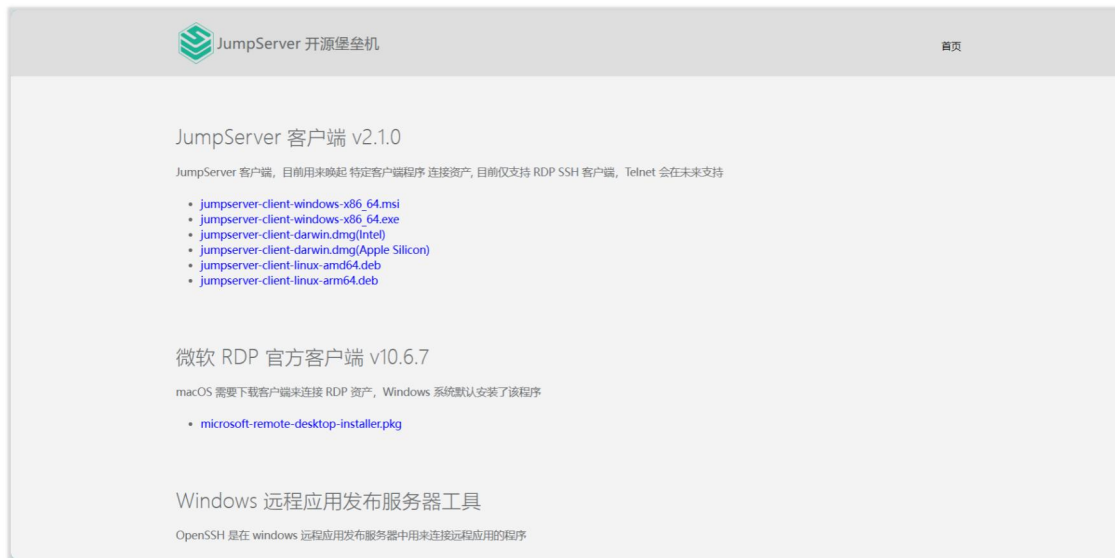 JumpServer 开源堡垒机
首页
JumpServer 客户端 v2.1.0
JumpServer 客户端，目前用来唤起 特定客户端程序 连接资产, 目前仅支持 RDP SSH 客户端，Telnet 会在未来支持
jumpserver-client-windows-x86_64.msi
jumpserver-client-windows-x86_64.exe
jumpserver-client-darwin.dmg(Intel)
jumpserver-client-darwin.dmg(Apple Silicon)
jumpserver-client-linux-amd64.deb
jumpserver-client-linux-arm64.deb
微软 RDP 官方客户端 v10.6.7
macOS 需要下载客户端来连接 RDP 资产，Windows 系统默认安装了该程序
microsoft-remote-desktop-installer.pkg
Windows 远程应用发布服务器工具
OpenSSH 是在 windows 远程应用发布服务器中用来连接远程应用的程序